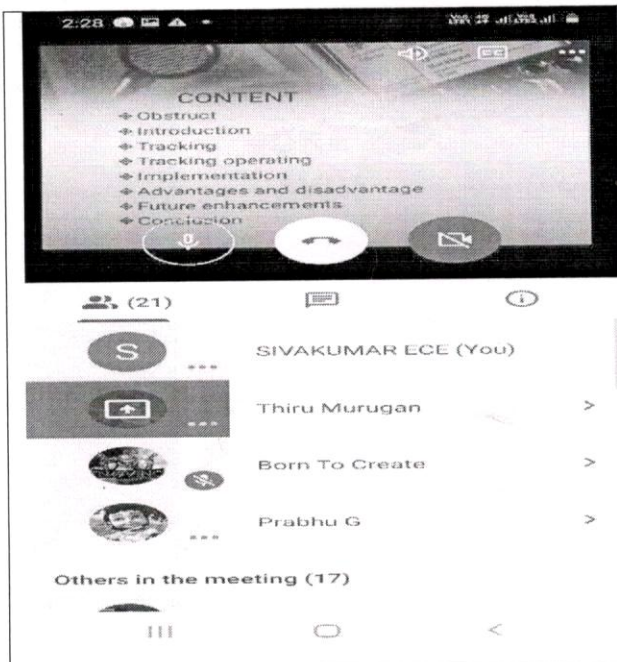 2:28
CONTENT
Obstruct
Introduction
Tracking
Tracking operating
Implementation
Advantages and disadvantage
Future enhancements
Conclusion
(21)
S
SIVAKUMAR ECE (You)
Thiru Murugan
Born To Create
Prabhu G
Others in the meeting (17)